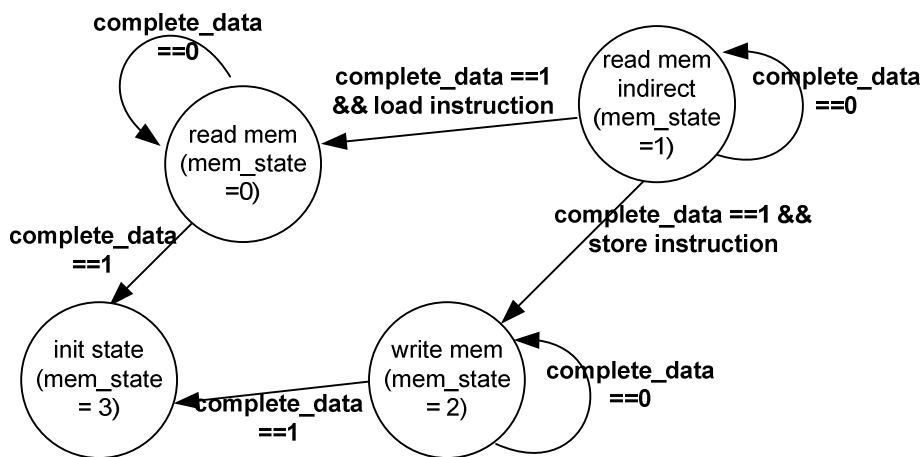 complete_data
==0
read mem
(mem_state
=0)
complete_data ==1
&& load instruction
read mem
indirect
(mem_state
=1)
complete_data
==0
complete_data ==1 &&
store instruction
complete_data
==1
init state
(mem_state
= 3)
write mem
(mem_state
= 2)
complete_data
==0
complete_data
==1